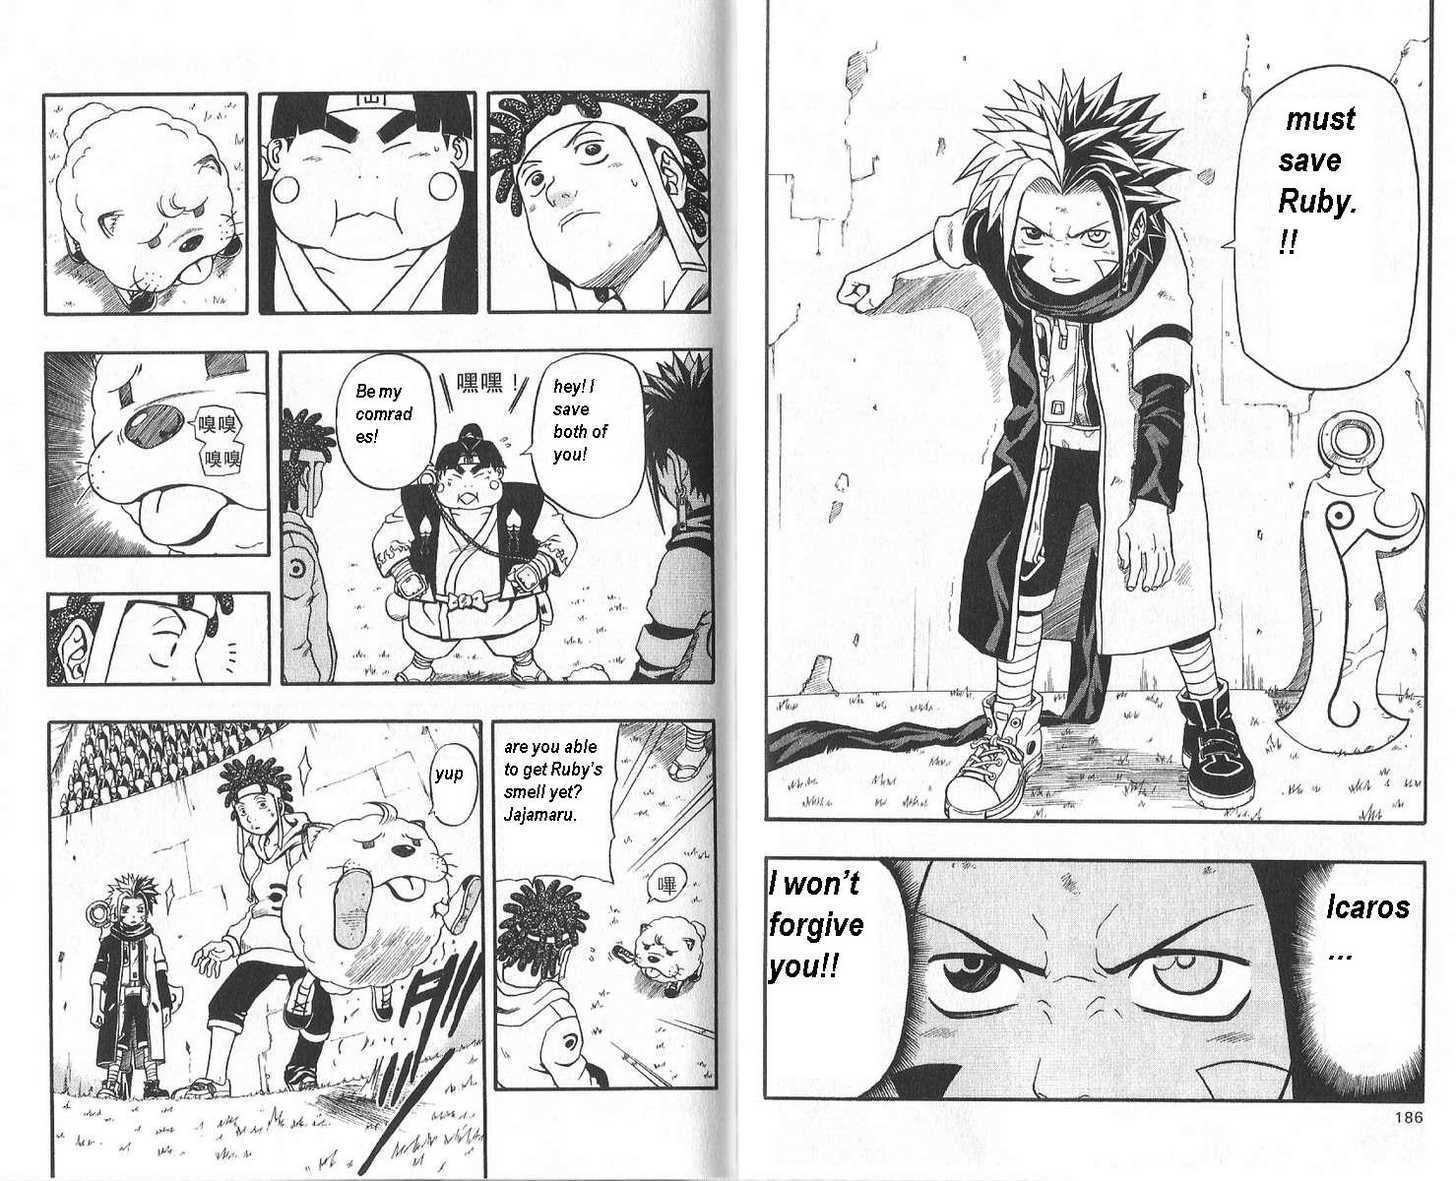 must
save
Ruby.
!!
Icaros
...
I won't
forgive
you!!
186
岡
hey! I
save
both of
you!
嘿嘿！
Be my
comrad
es!
嗅嗅
嗅嗅
are you able
to get Ruby's
smell yet?
Jajamaru.
嗶
yup